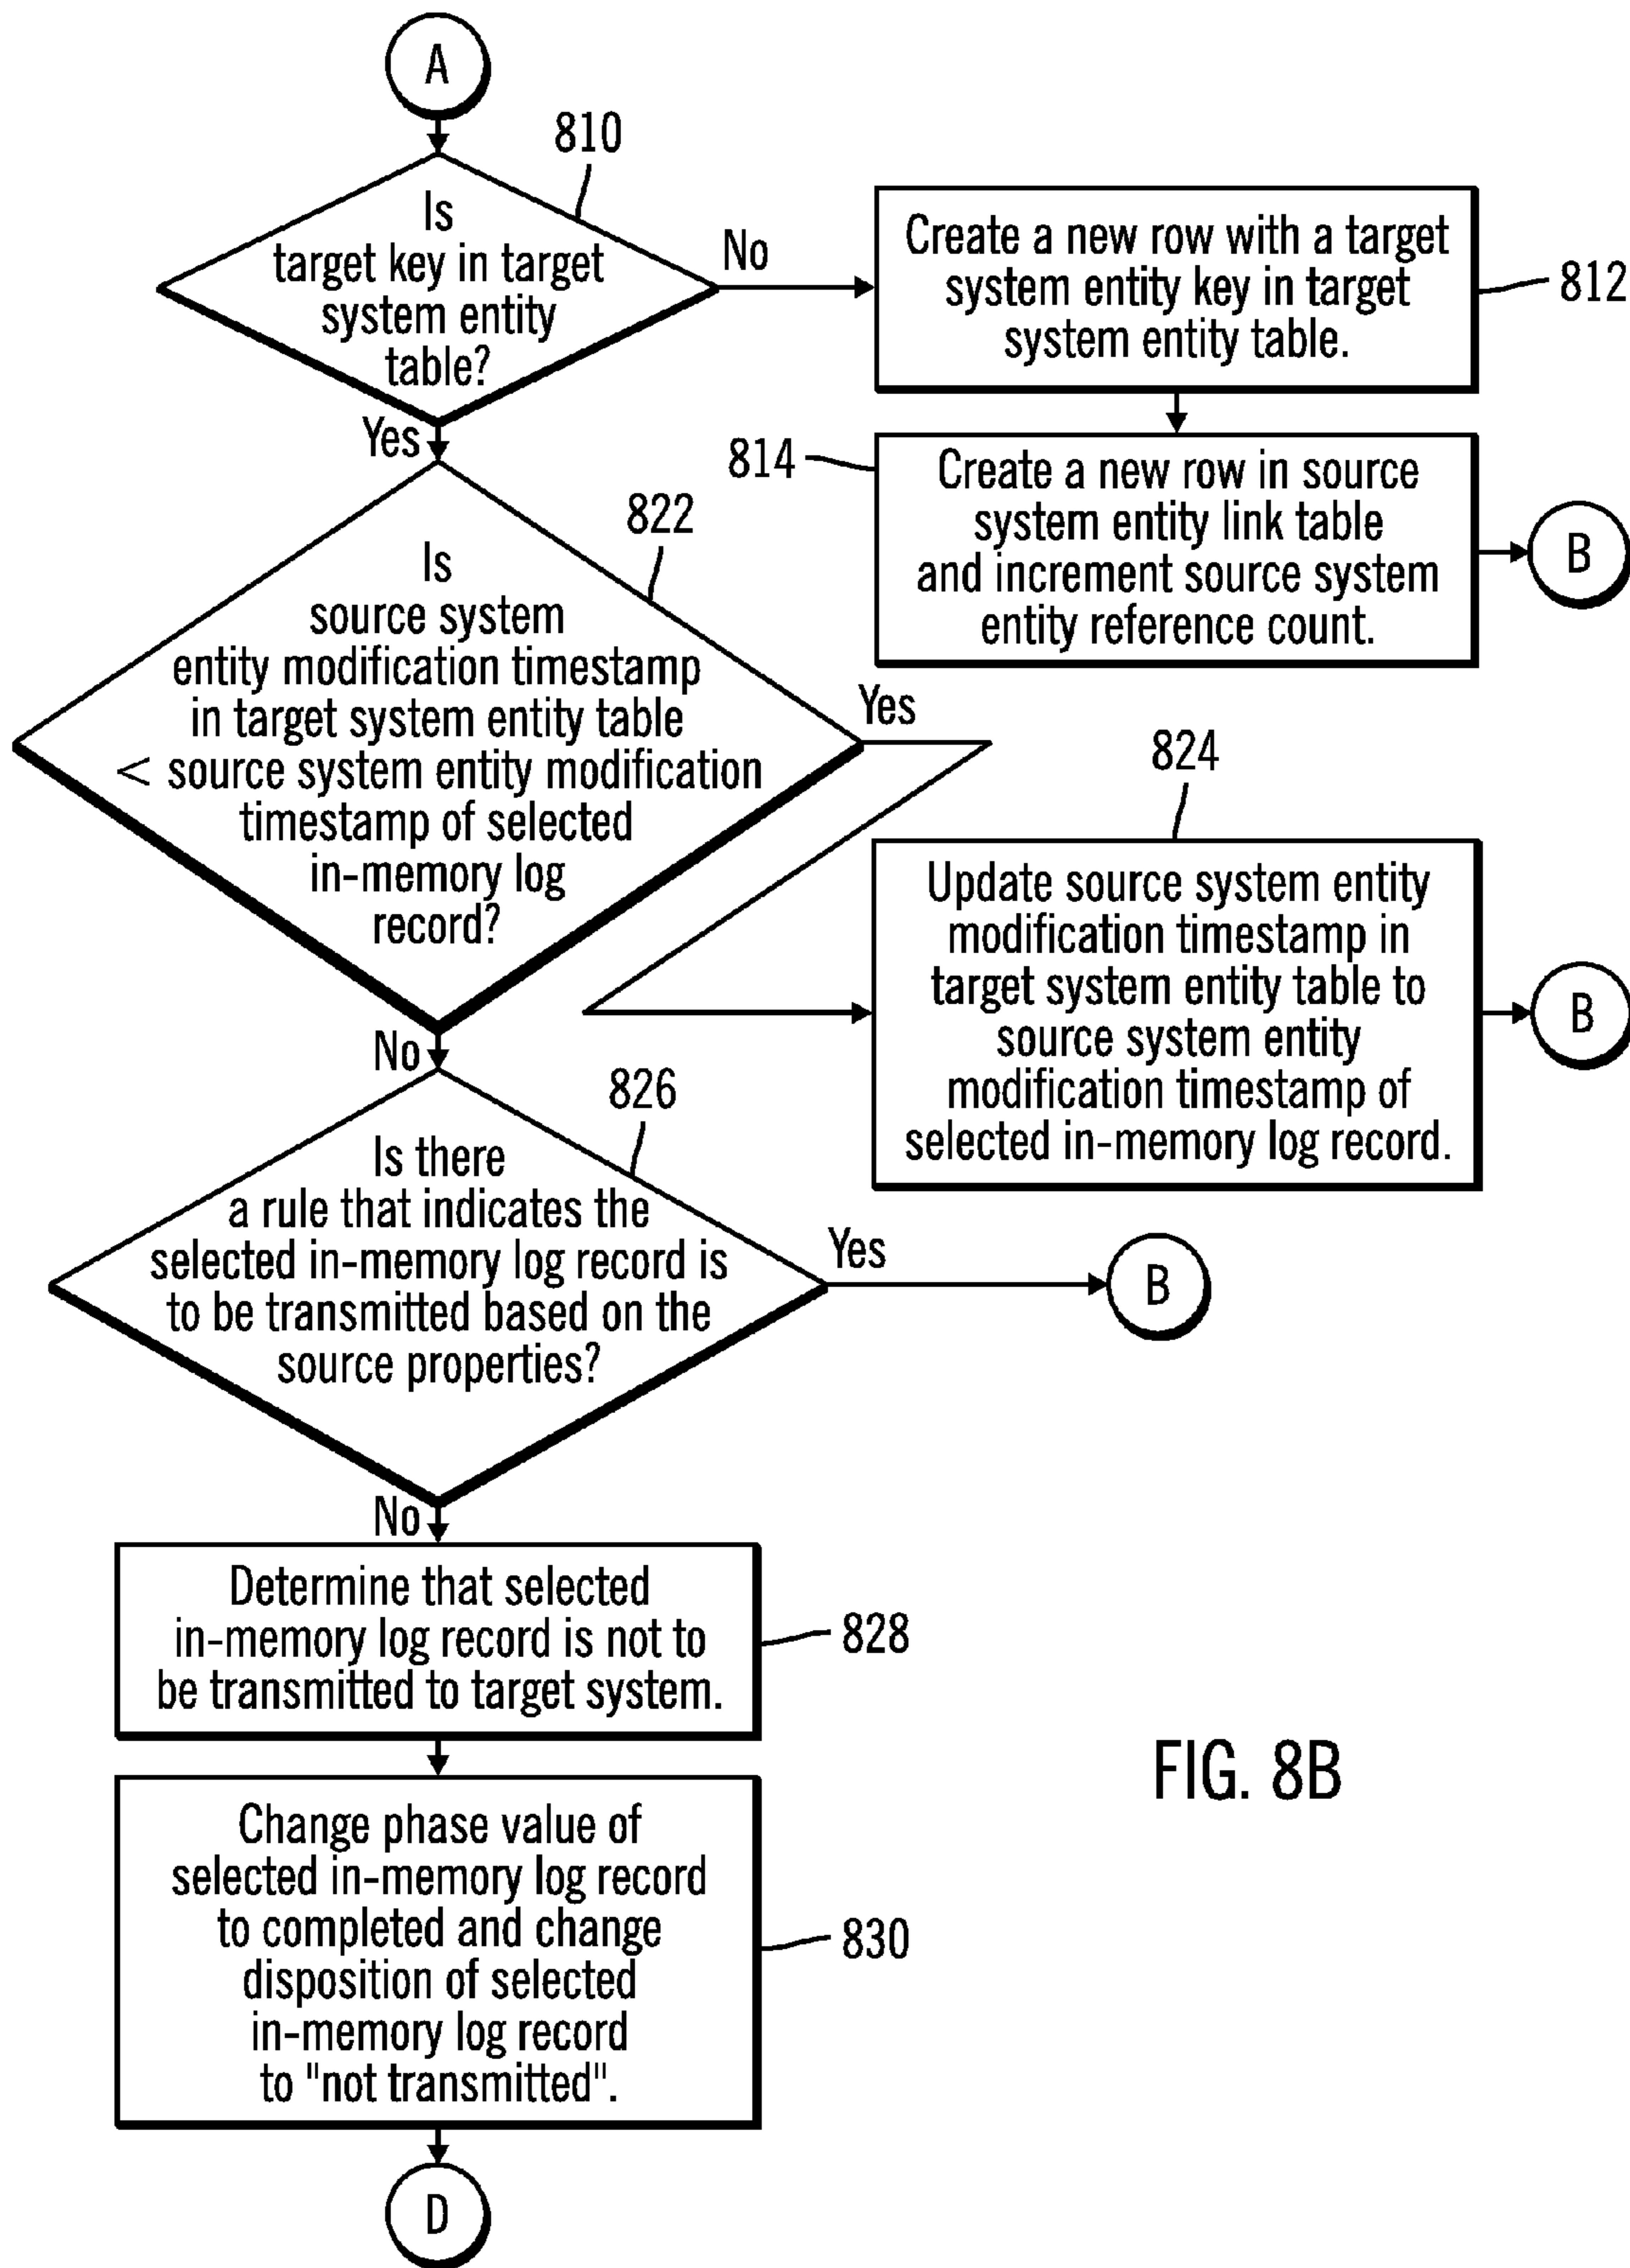 A
810
Is
target key in target
system entity
table?
No
Create a new row with a target
system entity key in target
system entity table.
812
Yes
814
Create a new row in source
system entity link table
and increment source system
entity reference count.
B
822
Is
source system
entity modification timestamp
in target system entity table
< source system entity modification
timestamp of selected
in-memory log
record?
Yes
824
Update source system entity
modification timestamp in
target system entity table to
source system entity
modification timestamp of
selected in-memory log record.
B
No
826
Is there
a rule that indicates the
selected in-memory log record is
to be transmitted based on the
source properties?
Yes
B
No
Determine that selected
in-memory log record is not to
be transmitted to target system.
828
Change phase value of
selected in-memory log record
to completed and change
disposition of selected
in-memory log record
to "not transmitted".
830
D
FIG. 8B